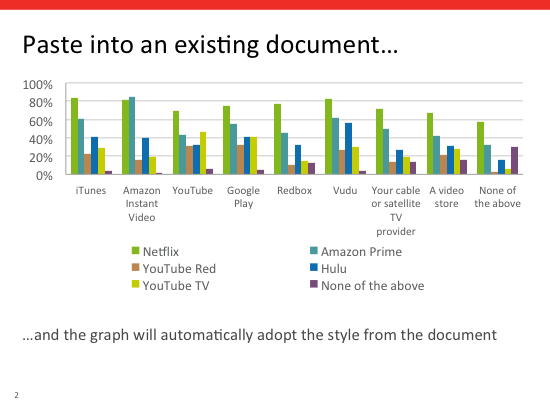 Paste into an existing document…
100%
80%
60%
40%
20%
0%
iTunes
Amazon
Instant
Video
YouTube
Google
Play
Redbox
Vudu
Your cable
or satellite
TV
provider
A video
store
None of
the above
Netflix
Amazon Prime
YouTube Red
Hulu
YouTube TV
None of the above
…and the graph will automatically adopt the style from the document
2